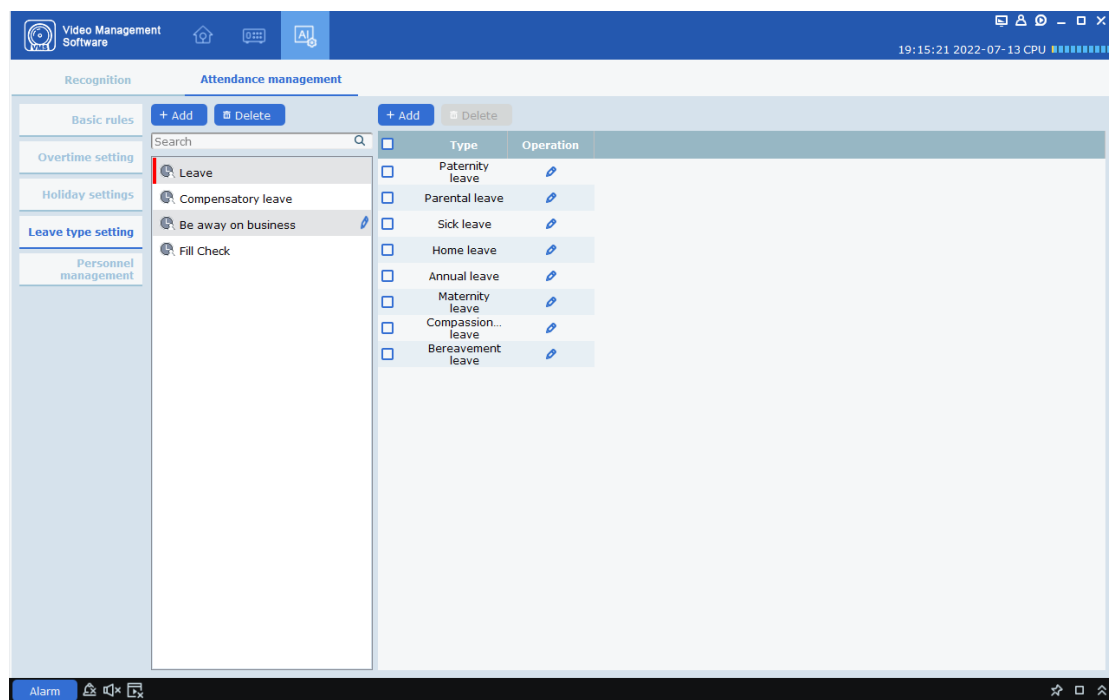 Video Management
Software
19:15:21 2022-07-13 CPU
Recognition
Attendance management
Basic rules
Overtime setting
Holiday settings
Leave type setting
Personnel
management
+ Add
Delete
Search
Leave
Compensatory leave
Be away on business
Fill Check
+ Add
Delete
Type Operation
Paternity
leave
Parental leave
Sick leave
Home leave
Annual leave
Maternity
leave
Compassion...
leave
Bereavement
leave
Alarm